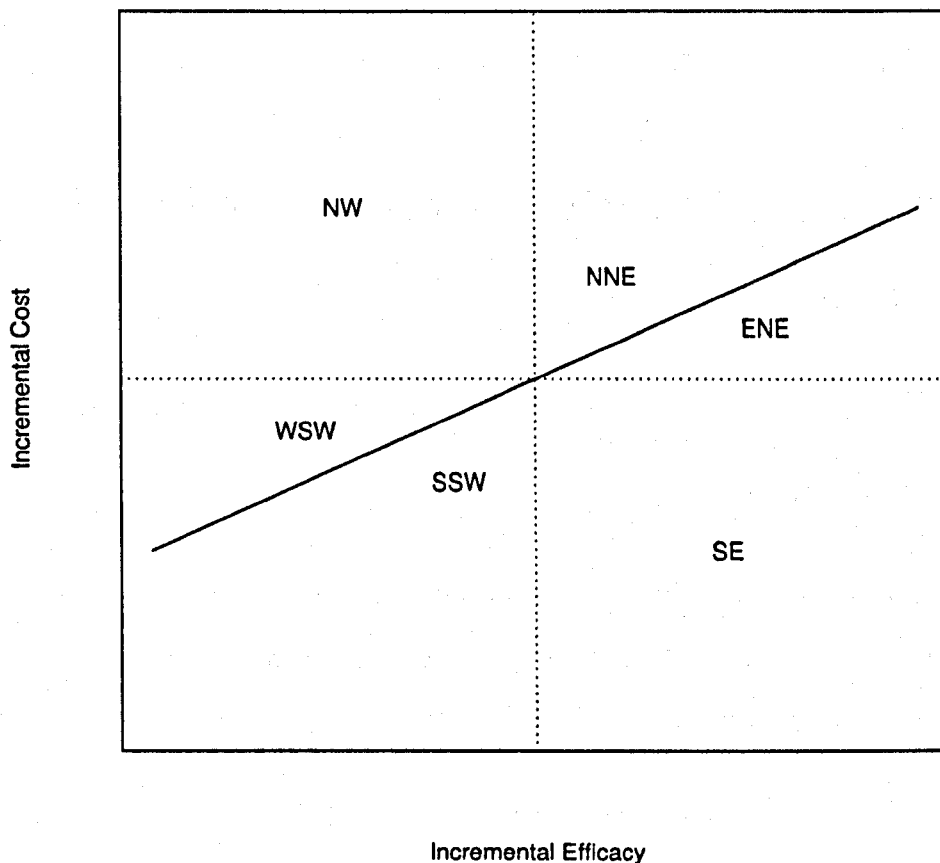 NW
NNE
ENE
Incremental Cost
WSW
SSW
SE
Incremental Efficacy